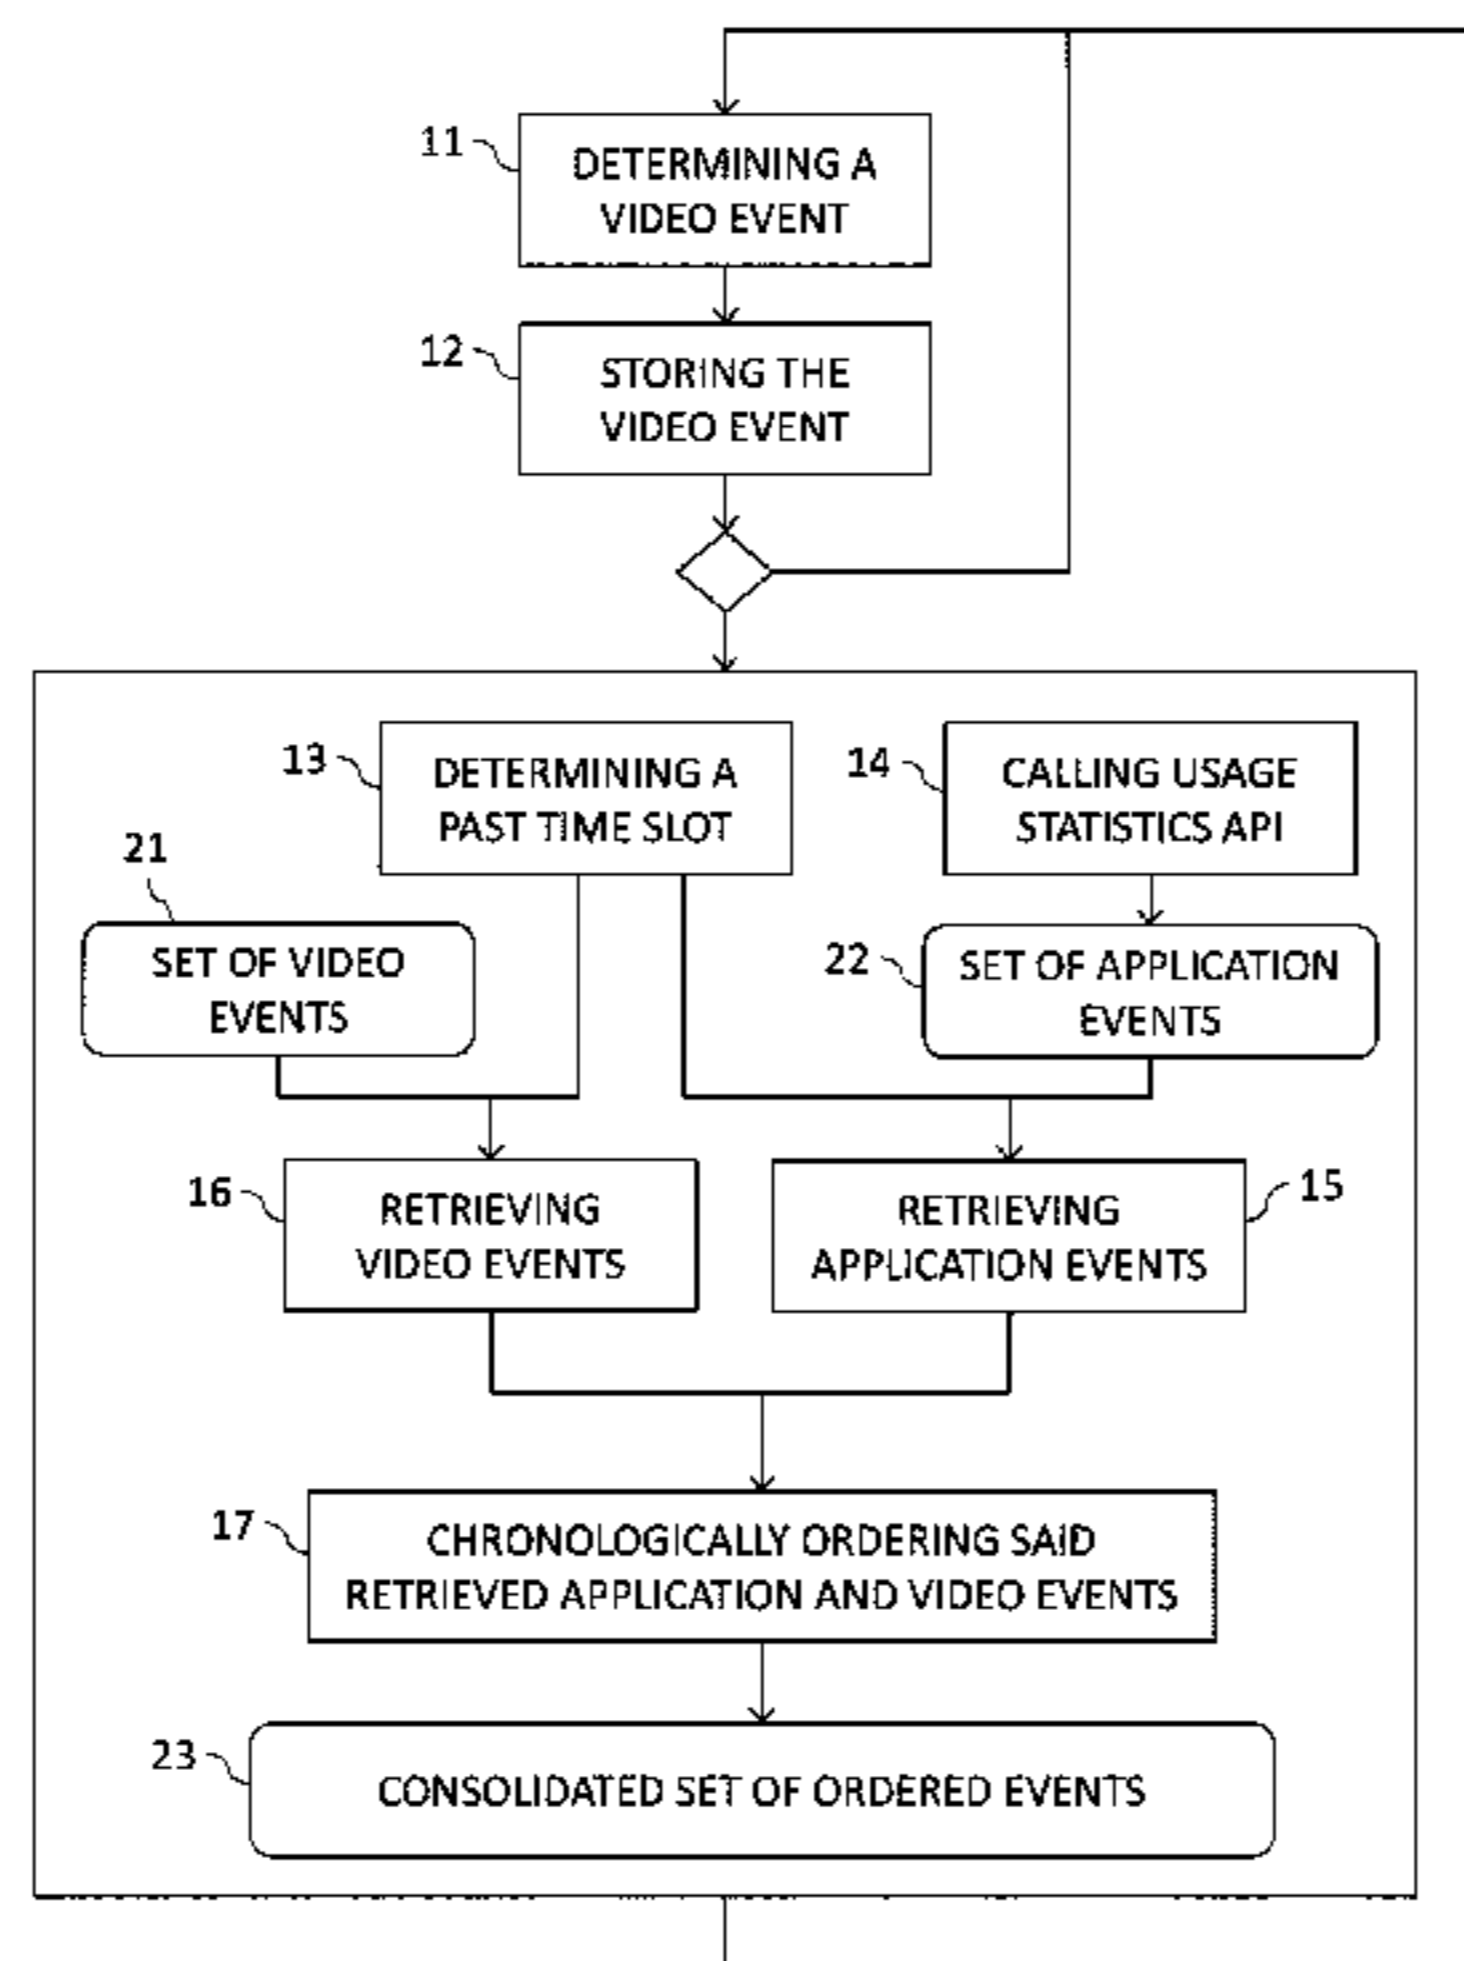 11
DETERMINING A
VIDEO EVENT
12
STORING THE
VIDEO EVENT
13
DETERMINING A
PAST TIME SLOT
14
CALLING USAGE
STATISTICS API
21
SET OF VIDEO
EVENTS
22
SET OF APPLICATION
EVENTS
16
RETRIEVING
VIDEO EVENTS
15
RETRIEVING
APPLICATION EVENTS
17
CHRONOLOGICALLY ORDERING SAID
RETRIEVED APPLICATION AND VIDEO EVENTS
23
CONSOLIDATED SET OF ORDERED EVENTS